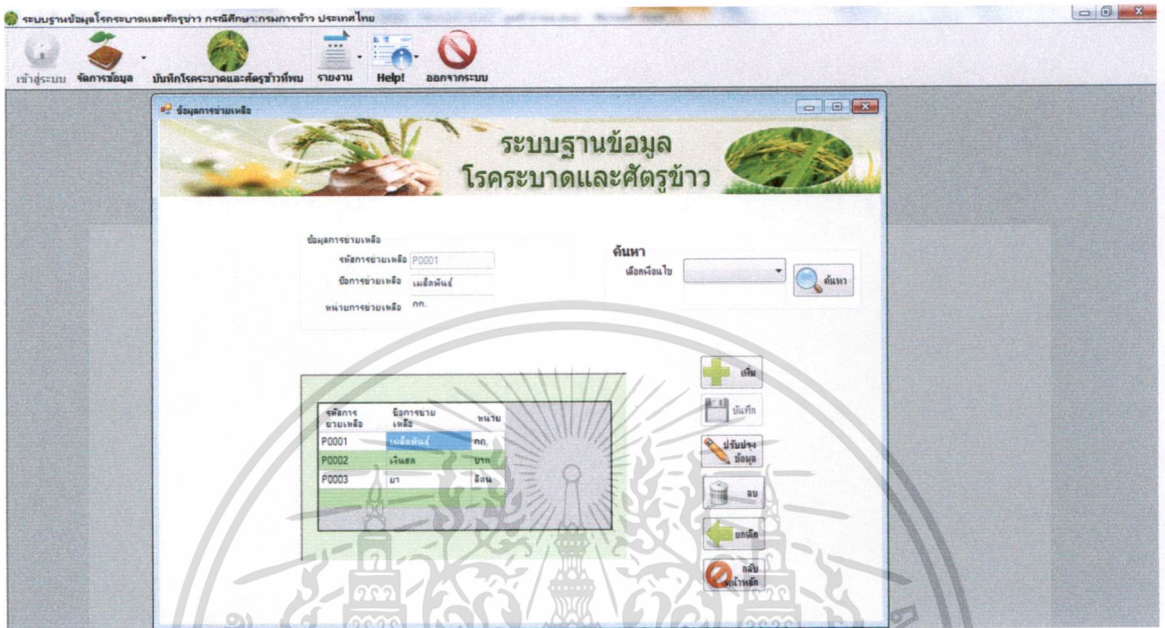 ระบบฐานข้อมูลโรคระบาดและศัตรูข่าว กรณีศึกษา:กรมการข้าว ประเทศไทย
เข้าสู่ระบบ จัดการข้อมูล บันทึกโรคระบาดและศัตรูข้าวที่พบ รายงาน Help! ออกจากระบบ
ข้อมูลการช่วยเหลือ
ระบบฐานข้อมูล
โรคระบาดและศัตรูข้าว
ข้อมูลการช่วยเหลือ
รหัสการช่วยเหลือ P0001
ชื่อการช่วยเหลือ เมล็ดพันธุ์
หน่วยการช่วยเหลือ กก.
ค้นหา
เลือกเงื่อนไข
ค้นหา
รหัสการช่วยเหลือ ชื่อการช่วยเหลือ หน่วย
P0001 เมล็ดพันธุ์ กก.
P0002 เงินสด บาท
P0003 ยา ลิตร
เพิ่ม
บันทึก
ปรับปรุง
ข้อมูล
ลบ
ยกเลิก
กลับ
หน้าหลัก